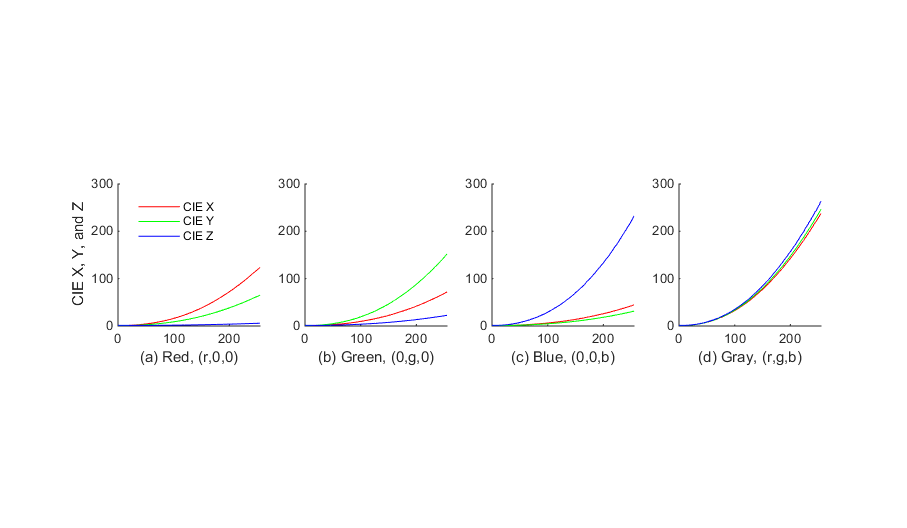 CIE X, Y, and Z
300
200
100
0
0 100 200
CIE X
CIE Y
CIE Z
(a) Red, (r,0,0)
300
200
100
0
0 100 200
(b) Green, (0,g,0)
300
200
100
0
0 100 200
(c) Blue, (0,0,b)
300
200
100
0
0 100 200
(d) Gray, (r,g,b)